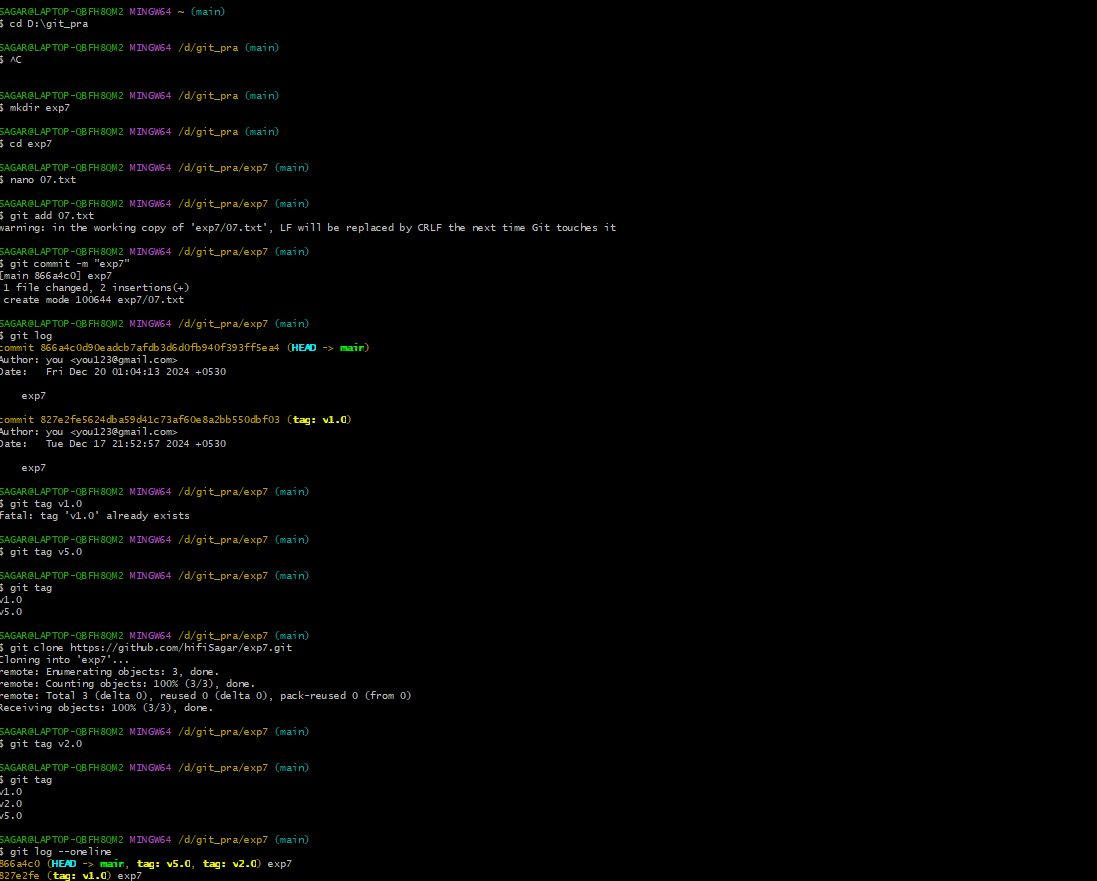 SAGAR@LAPTOP-QBFH8QM2 MINGW64 ~ (main)
$ cd D:\git_pra
SAGAR@LAPTOP-QBFH8QM2 MINGW64 /d/git_pra (main)
$ ^C
SAGAR@LAPTOP-QBFH8QM2 MINGW64 /d/git_pra (main)
$ mkdir exp7
SAGAR@LAPTOP-QBFH8QM2 MINGW64 /d/git_pra (main)
$ cd exp7
SAGAR@LAPTOP-QBFH8QM2 MINGW64 /d/git_pra/exp7 (main)
$ nano 07.txt
SAGAR@LAPTOP-QBFH8QM2 MINGW64 /d/git_pra/exp7 (main)
$ git add 07.txt
warning: in the working copy of 'exp7/07.txt', LF will be replaced by CRLF the next time Git touches it
SAGAR@LAPTOP-QBFH8QM2 MINGW64 /d/git_pra/exp7 (main)
$ git commit -m "exp7"
[main 866a4c0] exp7
1 file changed, 2 insertions(+)
create mode 100644 exp7/07.txt
SAGAR@LAPTOP-QBFH8QM2 MINGW64 /d/git_pra/exp7 (main)
$ git log
commit 866a4c0d90eadcb7afdb3d6d0fb940f393ff5ea4 (HEAD -> main)
Author: you <you123@gmail.com>
Date:   Fri Dec 20 01:04:13 2024 +0530
exp7
commit 827e2fe5624dba59d41c73af60e8a2bb550dbf03 (tag: v1.0)
Author: you <you123@gmail.com>
Date:   Tue Dec 17 21:52:57 2024 +0530
exp7
SAGAR@LAPTOP-QBFH8QM2 MINGW64 /d/git_pra/exp7 (main)
$ git tag v1.0
fatal: tag 'v1.0' already exists
SAGAR@LAPTOP-QBFH8QM2 MINGW64 /d/git_pra/exp7 (main)
$ git tag v5.0
SAGAR@LAPTOP-QBFH8QM2 MINGW64 /d/git_pra/exp7 (main)
$ git tag
v1.0
v5.0
SAGAR@LAPTOP-QBFH8QM2 MINGW64 /d/git_pra/exp7 (main)
$ git clone https://github.com/hifiSagar/exp7.git
Cloning into 'exp7'...
remote: Enumerating objects: 3, done.
remote: Counting objects: 100% (3/3), done.
remote: Total 3 (delta 0), reused 0 (delta 0), pack-reused 0 (from 0)
Receiving objects: 100% (3/3), done.
SAGAR@LAPTOP-QBFH8QM2 MINGW64 /d/git_pra/exp7 (main)
$ git tag v2.0
SAGAR@LAPTOP-QBFH8QM2 MINGW64 /d/git_pra/exp7 (main)
$ git tag
v1.0
v2.0
v5.0
SAGAR@LAPTOP-QBFH8QM2 MINGW64 /d/git_pra/exp7 (main)
$ git log --oneline
866a4c0 (HEAD -> main, tag: v5.0, tag: v2.0) exp7
827e2fe (tag: v1.0) exp7